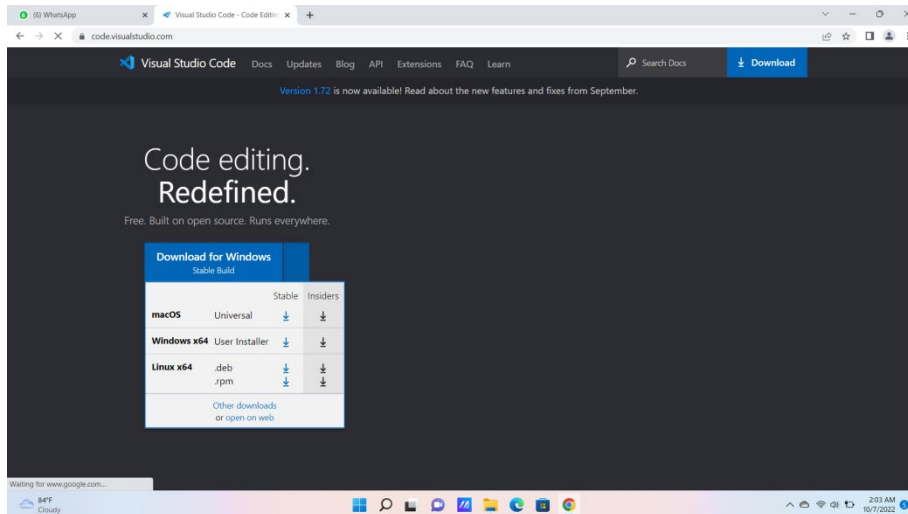 (6) WhatsApp
Visual Studio Code - Code Editin
code.visualstudio.com
Visual Studio Code Docs Updates Blog API Extensions FAQ Learn Search Docs Download
Version 1.72 is now available! Read about the new features and fixes from September.
Code editing.
Redefined.
Free. Built on open source. Runs everywhere.
Download for Windows
Stable Build
Stable Insiders
macOS Universal
Windows x64 User Installer
Linux x64 .deb
.rpm
Other downloads
or open on web
Waiting for www.google.com...
84°F
Cloudy
2:03 AM
10/7/2022